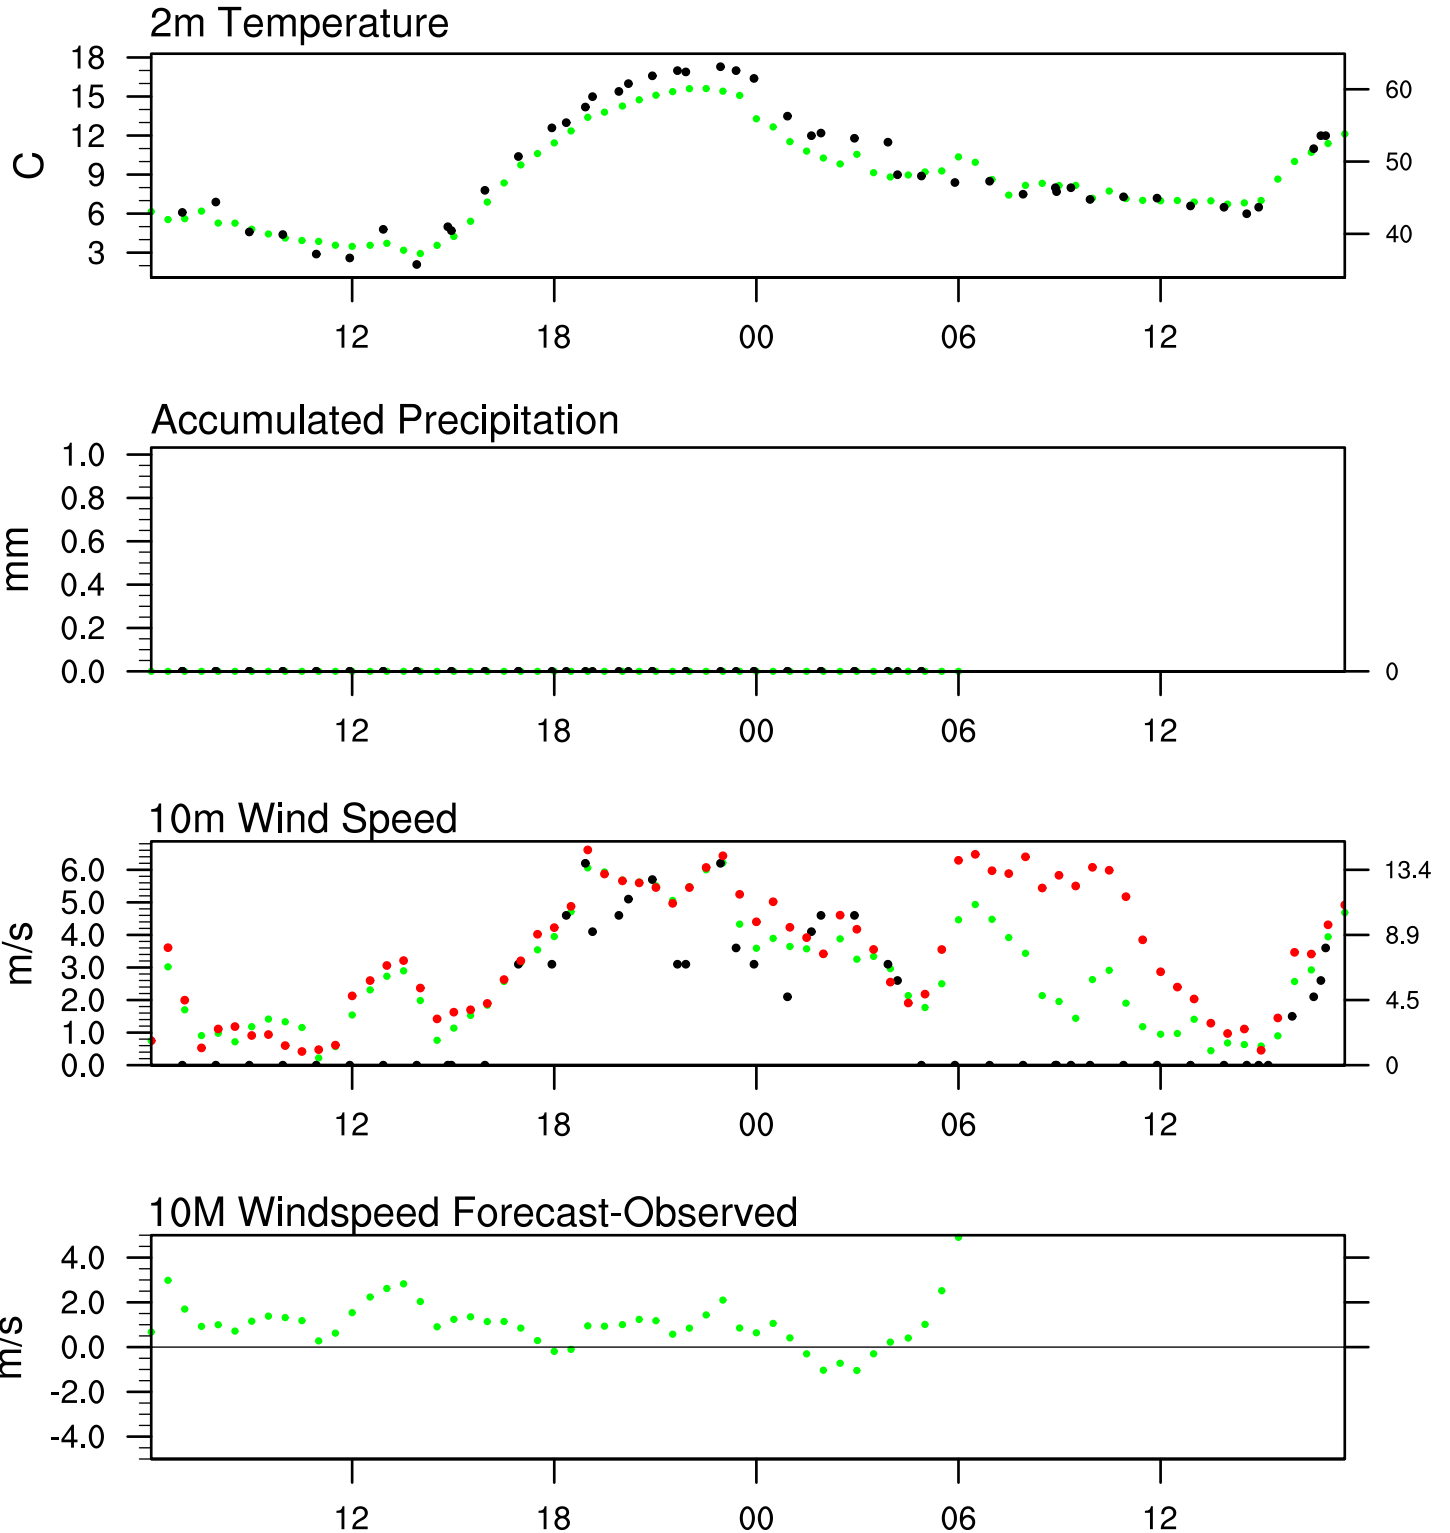 2m Temperature
18
15
12
9
6
3
C
60
50
40
12 18 00 06 12
Accumulated Precipitation
1.0
0.8
0.6
0.4
0.2
0.0
mm
0
12 18 00 06 12
10m Wind Speed
6.0
5.0
4.0
3.0
2.0
1.0
0.0
m/s
13.4
8.9
4.5
0
12 18 00 06 12
10M Windspeed Forecast-Observed
4.0
2.0
0.0
-2.0
-4.0
m/s
12 18 00 06 12